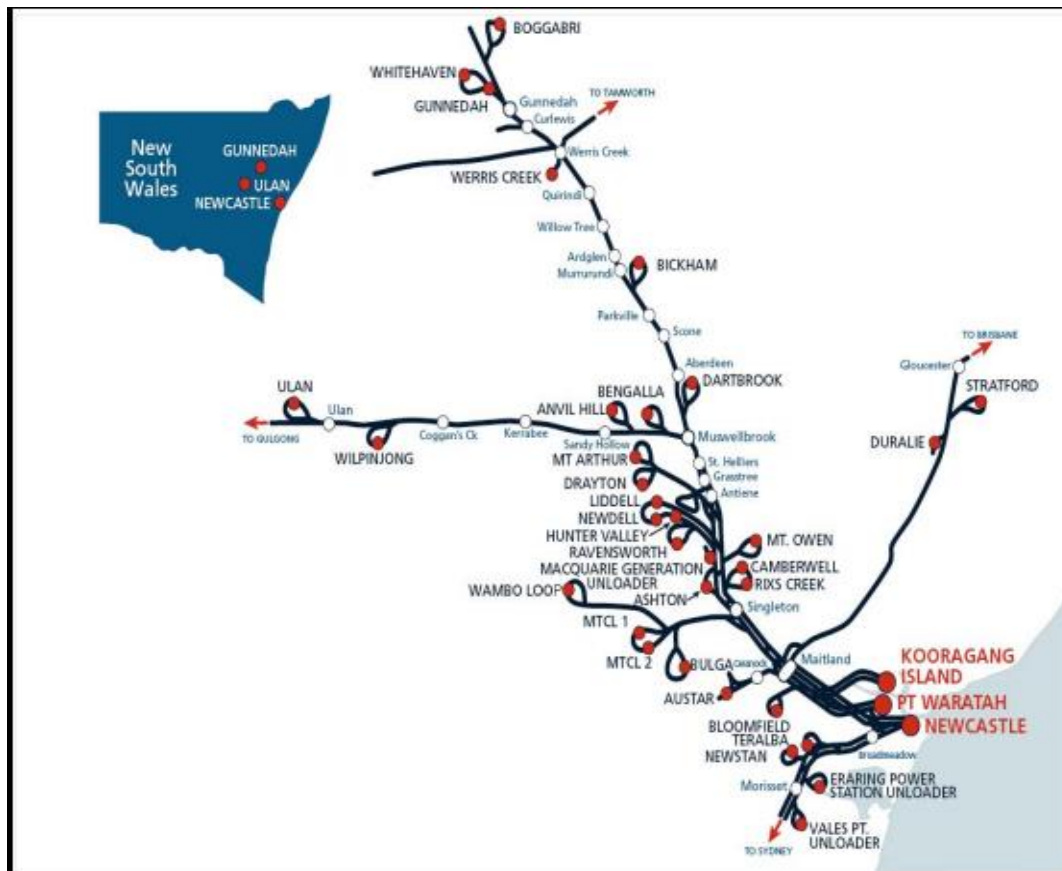 BOGGABRI
WHITEHAVEN
TO TAMWORTH
GUNNEDAH
Gunnedah
Curlewis
New
South
Wales
GUNNEDAH
ULAN
NEWCASTLE
Werris Creek
WERRIS CREEK
Quirindi
Willow Tree
Ardglen
Murrurundi
BICKHAM
Parkville
Scone
TO BRISBANE
Aberdeen
Gloucester
DARTBROOK
STRATFORD
ULAN
BENGALLA
ANVIL HILL
Ulan
TO GULGONG
WILPINJONG
Coggan's Ck
Kerrabee
Sandy Hollow
Muswellbrook
DURALIE
MT ARTHUR
St. Helliers
Grasstree
DRAYTON
Antiene
LIDDELL
NEWDELL
HUNTER VALLEY
RAVENSWORTH
MT. OWEN
MACQUARIE GENERATION
UNLOADER
CAMBERWELL
RIXS CREEK
WAMBO LOOP
ASHTON
Singleton
MTCL 1
MTCL 2
BULGA
Cessnock
Maitland
KOORAGANG
ISLAND
AUSTAR
PT WARATAH
NEWCASTLE
BLOOMFIELD
TERALBA
NEWSTAN
Broadmeadow
Morisset
ERARING POWER
STATION UNLOADER
VALES PT.
UNLOADER
TO SYDNEY